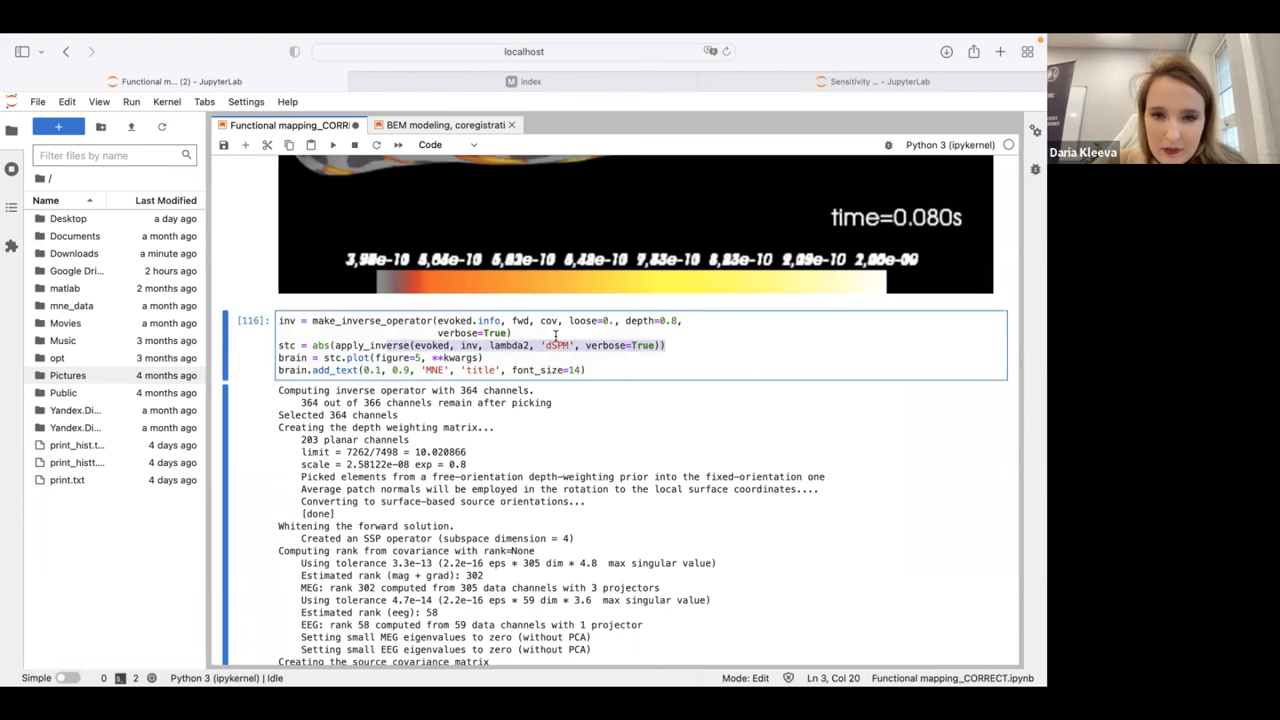 localhost
Functional m... (2) - JupyterLab
index
Sensitivity ... - JupyterLab
File Edit View Run Kernel Tabs Settings Help
Functional mapping_CORR
BEM modeling, coregistrati
Code
Python 3 (ipykernel)
Daria Kleeva
Filter files by name
/
Name Last Modified
Desktop a day ago
Documents a month ago
Downloads a minute ago
Google Dri... 2 hours ago
matlab 2 months ago
mne_data a month ago
Movies 2 months ago
Music 4 months ago
opt a month ago
Pictures 4 months ago
Public 4 months ago
Yandex.Di... a month ago
Yandex.Di... a month ago
print_hist.t... 4 days ago
print_histt.... 4 days ago
print.txt 4 days ago
time=0.080s
[116]:
inv = make_inverse_operator(evoked.info, fwd, cov, loose=0., depth=0.8,
verbose=True)
stc = abs(apply_inverse(evoked, inv, lambda2, 'dSPM', verbose=True))
brain = stc.plot(figure=5, **kwargs)
brain.add_text(0.1, 0.9, 'MNE', 'title', font_size=14)
Computing inverse operator with 364 channels.
364 out of 366 channels remain after picking
Selected 364 channels
Creating the depth weighting matrix...
203 planar channels
limit = 7262/7498 = 10.020866
scale = 2.58122e-08 exp = 0.8
Picked elements from a free-orientation depth-weighting prior into the fixed-orientation one
Average patch normals will be employed in the rotation to the local surface coordinates....
Converting to surface-based source orientations...
[done]
Whitening the forward solution.
Created an SSP operator (subspace dimension = 4)
Computing rank from covariance with rank=None
Using tolerance 3.3e-13 (2.2e-16 eps * 305 dim * 4.8 max singular value)
Estimated rank (mag + grad): 302
MEG: rank 302 computed from 305 data channels with 3 projectors
Using tolerance 4.7e-14 (2.2e-16 eps * 59 dim * 3.6 max singular value)
Estimated rank (eeg): 58
EEG: rank 58 computed from 59 data channels with 1 projector
Setting small MEG eigenvalues to zero (without PCA)
Setting small EEG eigenvalues to zero (without PCA)
Creating the source covariance matrix
Simple 0 2 Python 3 (ipykernel) | Idle
Mode: Edit Ln 3, Col 20 Functional mapping_CORRECT.ipynb